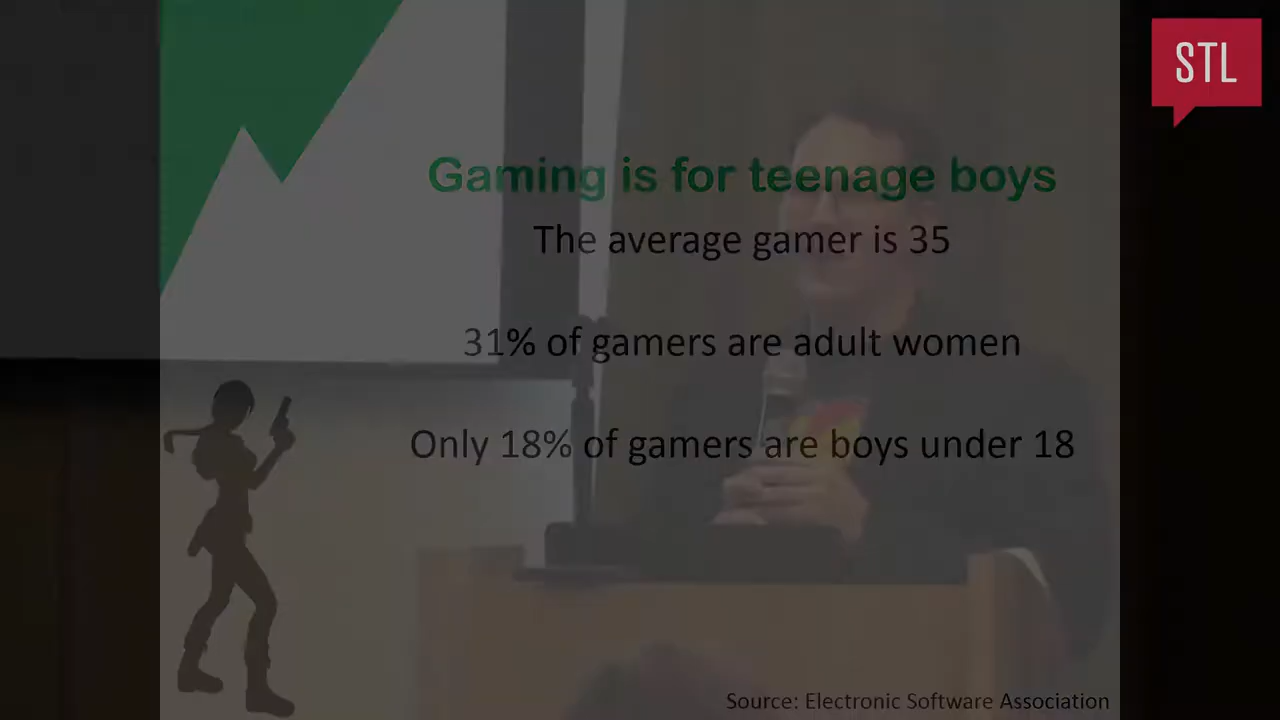 STL
Gaming is for teenage boys
The average gamer is 35
31% of gamers are adult women
Only 18% of gamers are boys under 18
Source: Electronic Software Association